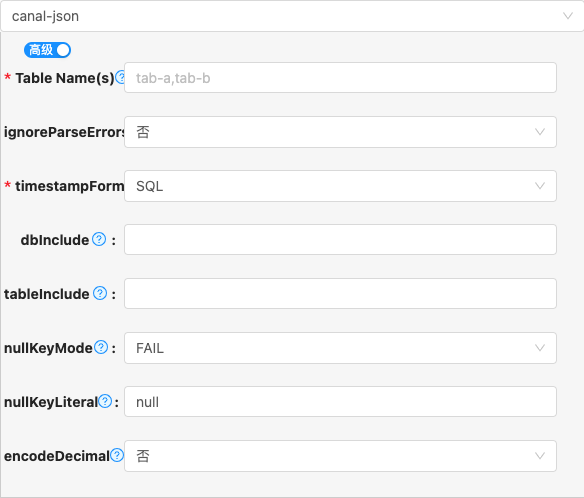 canal-json
高级
* Table Name(s) ? tab-a,tab-b
ignoreParseErrors 否
* timestampForm SQL
dbInclude ? :
tableInclude ? :
nullKeyMode ? : FAIL
nullKeyLiteral ? : null
encodeDecimal ? 否